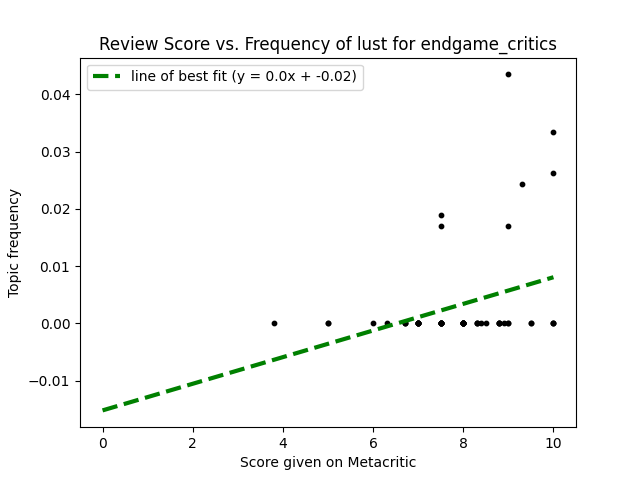 Review Score vs. Frequency of lust for endgame_critics
line of best fit (y = 0.0x + -0.02)
0.04
0.03
0.02
0.01
0.00
−0.01
Topic frequency
0 2 4 6 8 10
Score given on Metacritic